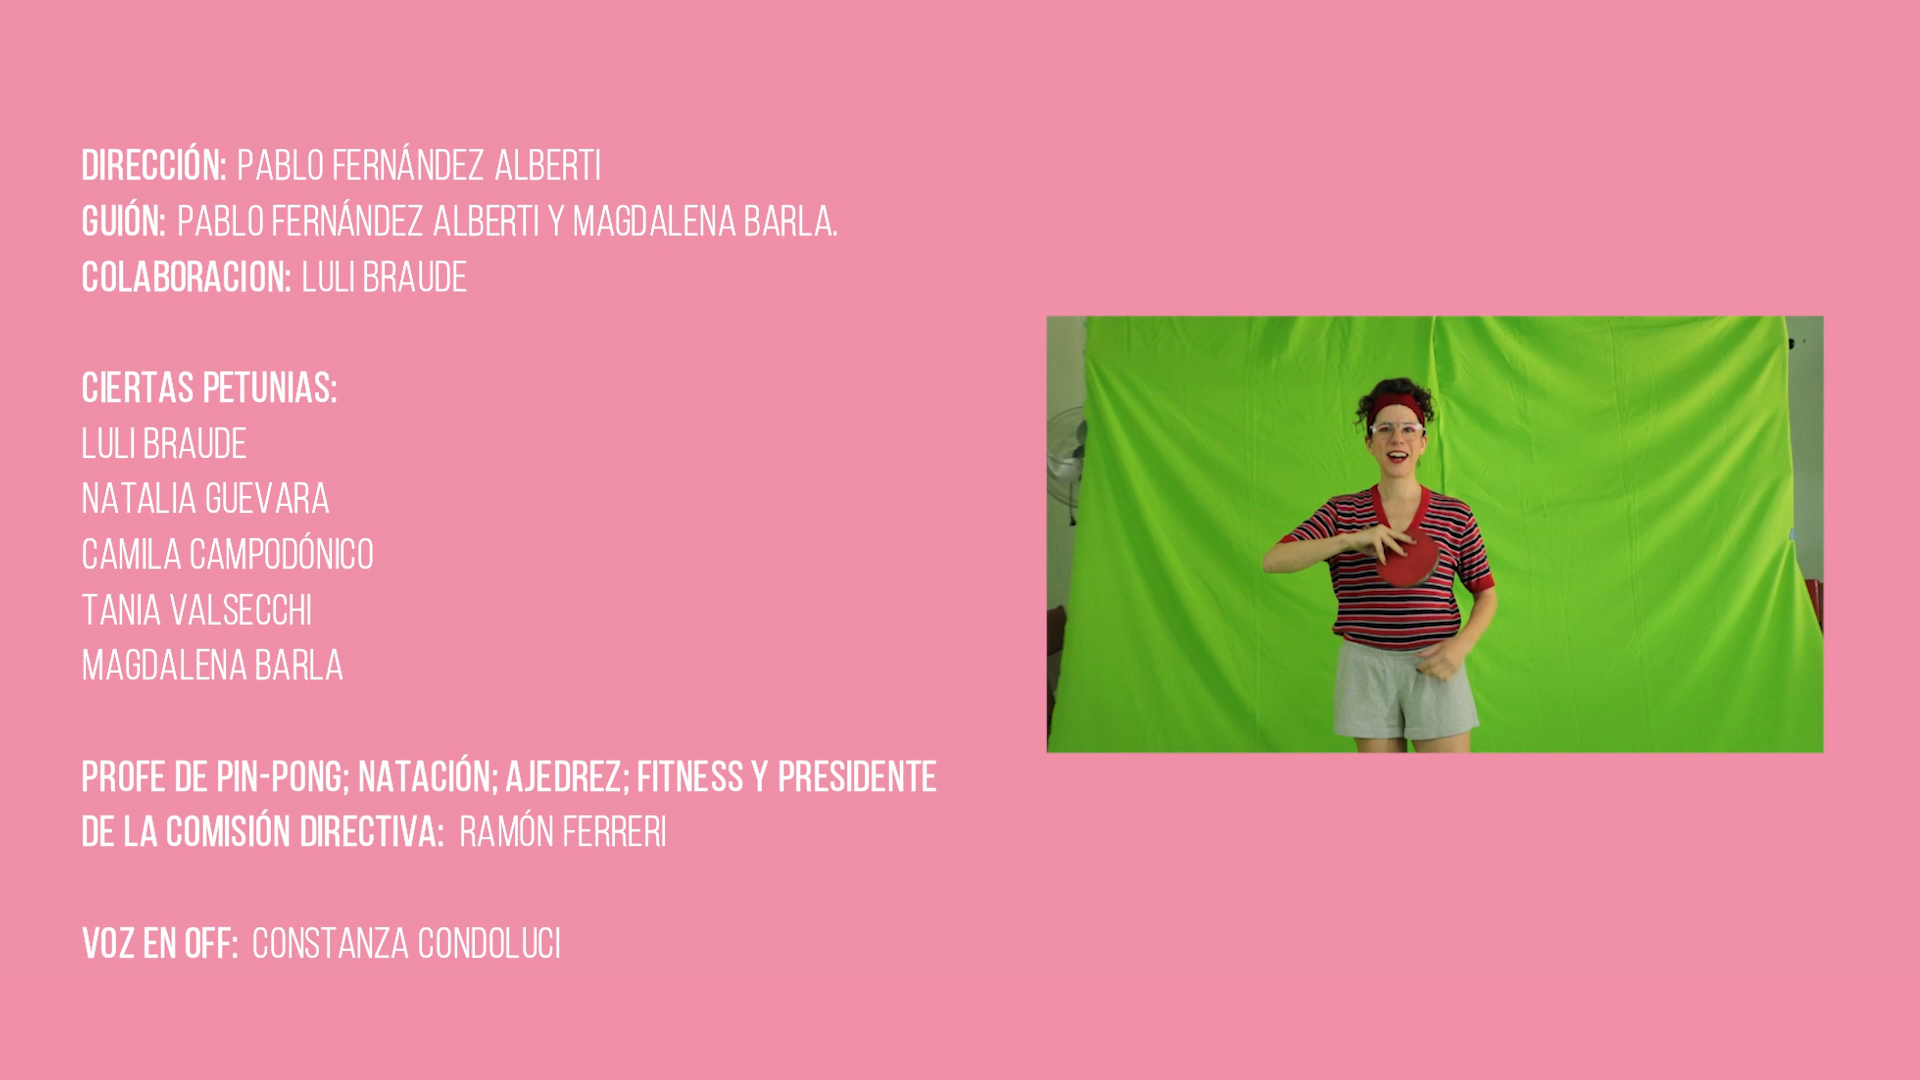 DIRECCIÓN: PABLO FERNÁNDEZ ALBERTI
GUIÓN: PABLO FERNÁNDEZ ALBERTI Y MAGDALENA BARLA.
COLABORACION: LULI BRAUDE
CIERTAS PETUNIAS:
LULI BRAUDE
NATALIA GUEVARA
CAMILA CAMPODÓNICO
TANIA VALSECCHI
MAGDALENA BARLA
PROFE DE PIN-PONG; NATACIÓN; AJEDREZ; FITNESS Y PRESIDENTE
DE LA COMISIÓN DIRECTIVA: RAMÓN FERRERI
VOZ EN OFF: CONSTANZA CONDOLUCI